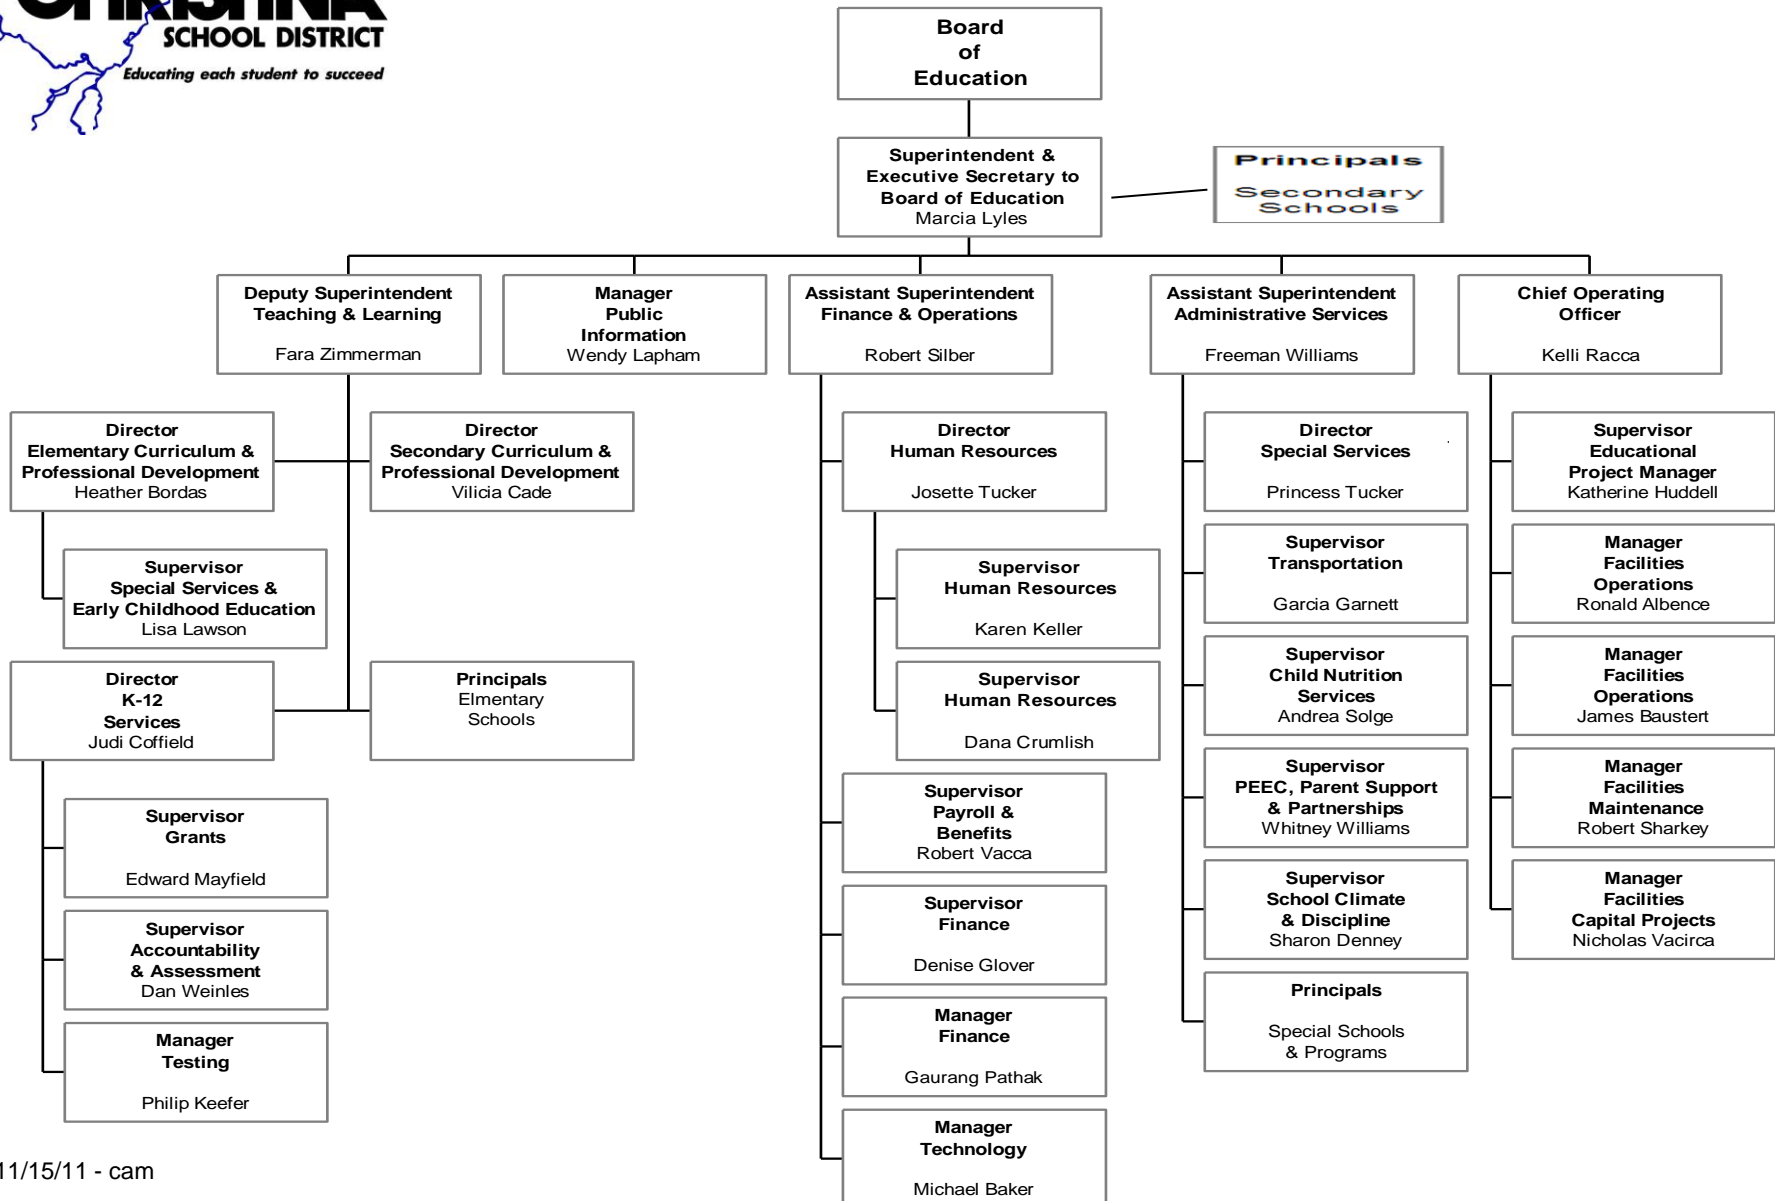 CHRISTINA
SCHOOL DISTRICT
Educating each student to succeed
Board
of
Education
Superintendent &
Executive Secretary to
Board of Education
Marcia Lyles
Principals
Secondary
Schools
Deputy Superintendent
Teaching & Learning
Fara Zimmerman
Manager
Public
Information
Wendy Lapham
Assistant Superintendent
Finance & Operations
Robert Silber
Assistant Superintendent
Administrative Services
Freeman Williams
Chief Operating
Officer
Kelli Racca
Director
Elementary Curriculum &
Professional Development
Heather Bordas
Director
Secondary Curriculum &
Professional Development
Vilicia Cade
Supervisor
Special Services &
Early Childhood Education
Lisa Lawson
Director
K-12
Services
Judi Coffield
Principals
Elmentary
Schools
Supervisor
Grants
Edward Mayfield
Supervisor
Accountability
& Assessment
Dan Weinles
Manager
Testing
Philip Keefer
Director
Human Resources
Josette Tucker
Supervisor
Human Resources
Karen Keller
Supervisor
Human Resources
Dana Crumlish
Supervisor
Payroll &
Benefits
Robert Vacca
Supervisor
Finance
Denise Glover
Manager
Finance
Gaurang Pathak
Manager
Technology
Michael Baker
Director
Special Services
Princess Tucker
Supervisor
Transportation
Garcia Garnett
Supervisor
Child Nutrition
Services
Andrea Solge
Supervisor
PEEC, Parent Support
& Partnerships
Whitney Williams
Supervisor
School Climate
& Discipline
Sharon Denney
Principals
Special Schools
& Programs
Supervisor
Educational
Project Manager
Katherine Huddell
Manager
Facilities
Operations
Ronald Albence
Manager
Facilities
Operations
James Baustert
Manager
Facilities
Maintenance
Robert Sharkey
Manager
Facilities
Capital Projects
Nicholas Vacirca
11/15/11 - cam